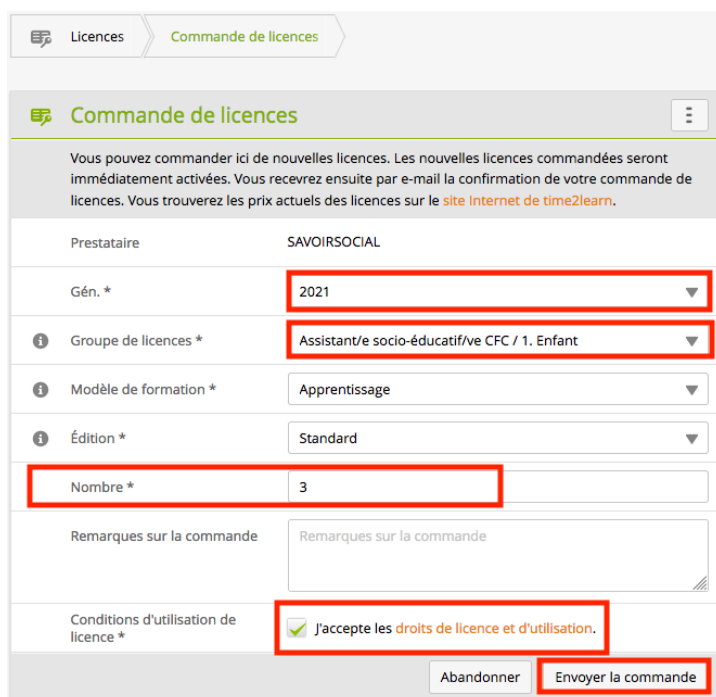 Licences
Commande de licences
Commande de licences
Vous pouvez commander ici de nouvelles licences. Les nouvelles licences commandées seront
immédiatement activées. Vous recevrez ensuite par e-mail la confirmation de votre commande de
licences. Vous trouverez les prix actuels des licences sur le site Internet de time2learn.
Prestataire SAVOIRSOCIAL
Gén. * 2021
Groupe de licences * Assistant/e socio-éducatif/ve CFC / 1. Enfant
Modèle de formation * Apprentissage
Édition * Standard
Nombre * 3
Remarques sur la commande Remarques sur la commande
Conditions d'utilisation de
licence *
J'accepte les droits de licence et d'utilisation.
Abandonner Envoyer la commande